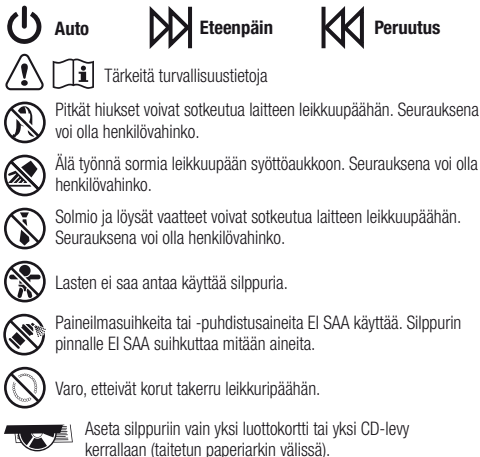 Auto Eteenpäin Peruutus
Tärkeitä turvallisuustietoja
Pitkät hiukset voivat sotkeutua laitteen leikkuupäähän. Seurauksena
voi olla henkilövahinko.
Älä työnnä sormia leikkuupään syöttöaukkoon. Seurauksena voi olla
henkilövahinko.
Solmio ja löysät vaatteet voivat sotkeutua laitteen leikkuupäähän.
Seurauksena voi olla henkilövahinko.
Lasten ei saa antaa käyttää silppuria.
Paineilmasuihkeita tai -puhdistusaineita EI SAA käyttää. Silppurin
pinnalle EI SAA suihkuttaa mitään aineita.
Varo, etteivät korut takerru leikkuripäähän.
Aseta silppuriin vain yksi luottokortti tai yksi CD-levy
kerrallaan (taitetun paperiarkin välissä).